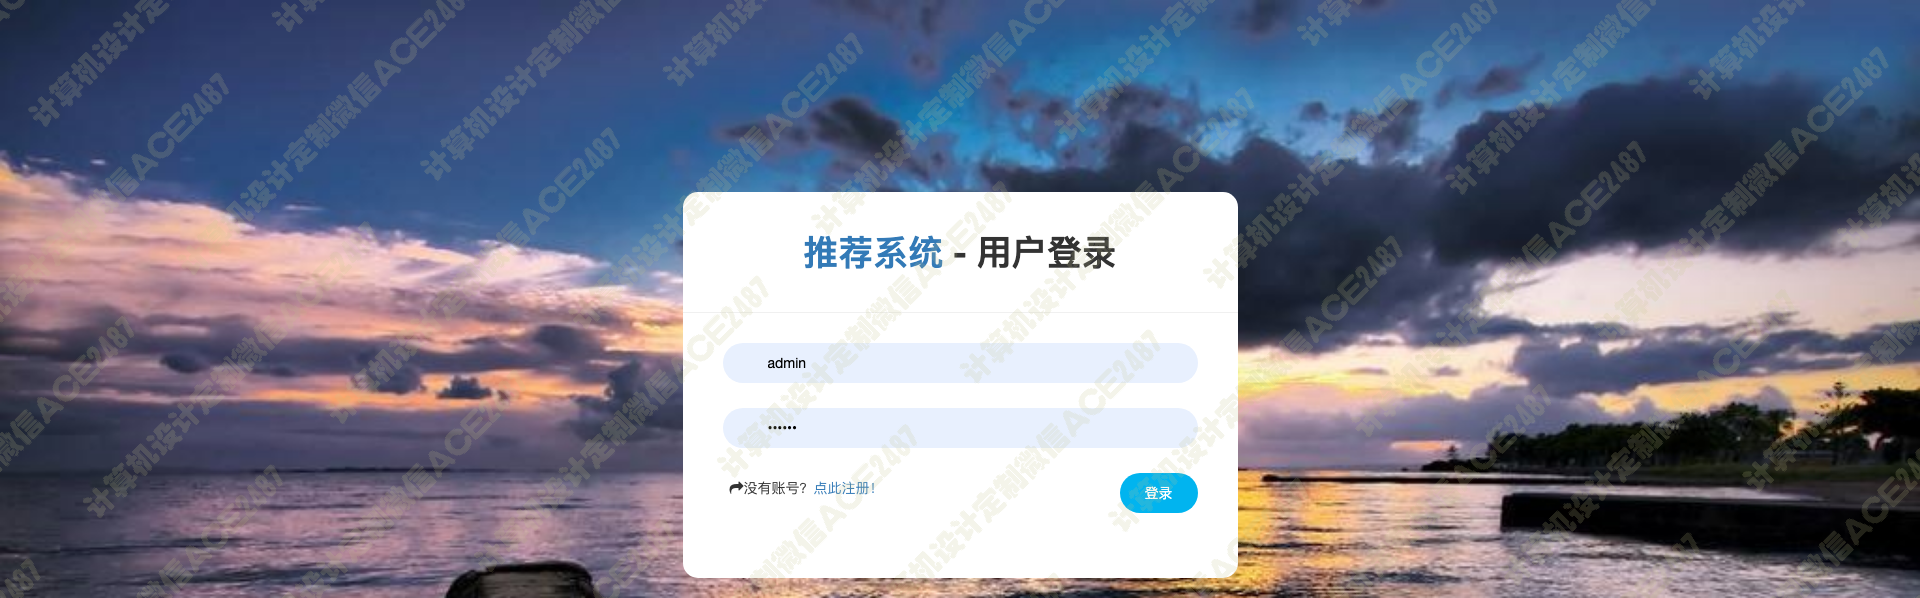 推荐系统 - 用户登录
admin
••••••
没有账号？点此注册！
登录
计算机设计定制微信ACE2487